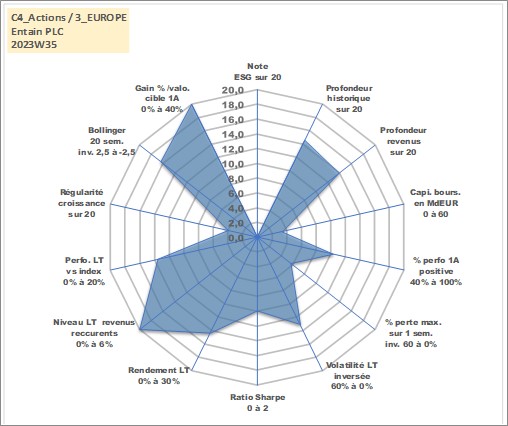 C4_Actions / 3_EUROPE
Entain PLC
2023W35
Note
ESG sur 20
Profondeur
historique
sur 20
Profondeur
revenus
sur 20
Capi. bours.
en MdEUR
0 à 60
% perfo 1A
positive
40% à 100%
% perte max.
sur 1 sem.
inv. 60 à 0%
Volatilité LT
inversée
60% à 0%
Ratio Sharpe
0 à 2
Rendement LT
0% à 30%
Niveau LT revenus
reccurents
0% à 6%
Perfo. LT
vs index
0% à 20%
Régularité
croissance
sur 20
Bollinger
20 sem.
inv. 2,5 à -2,5
Gain % /valo.
cible 1A
0% à 40%
20,0
18,0
16,0
14,0
12,0
10,0
8,0
6,0
4,0
2,0
0,0